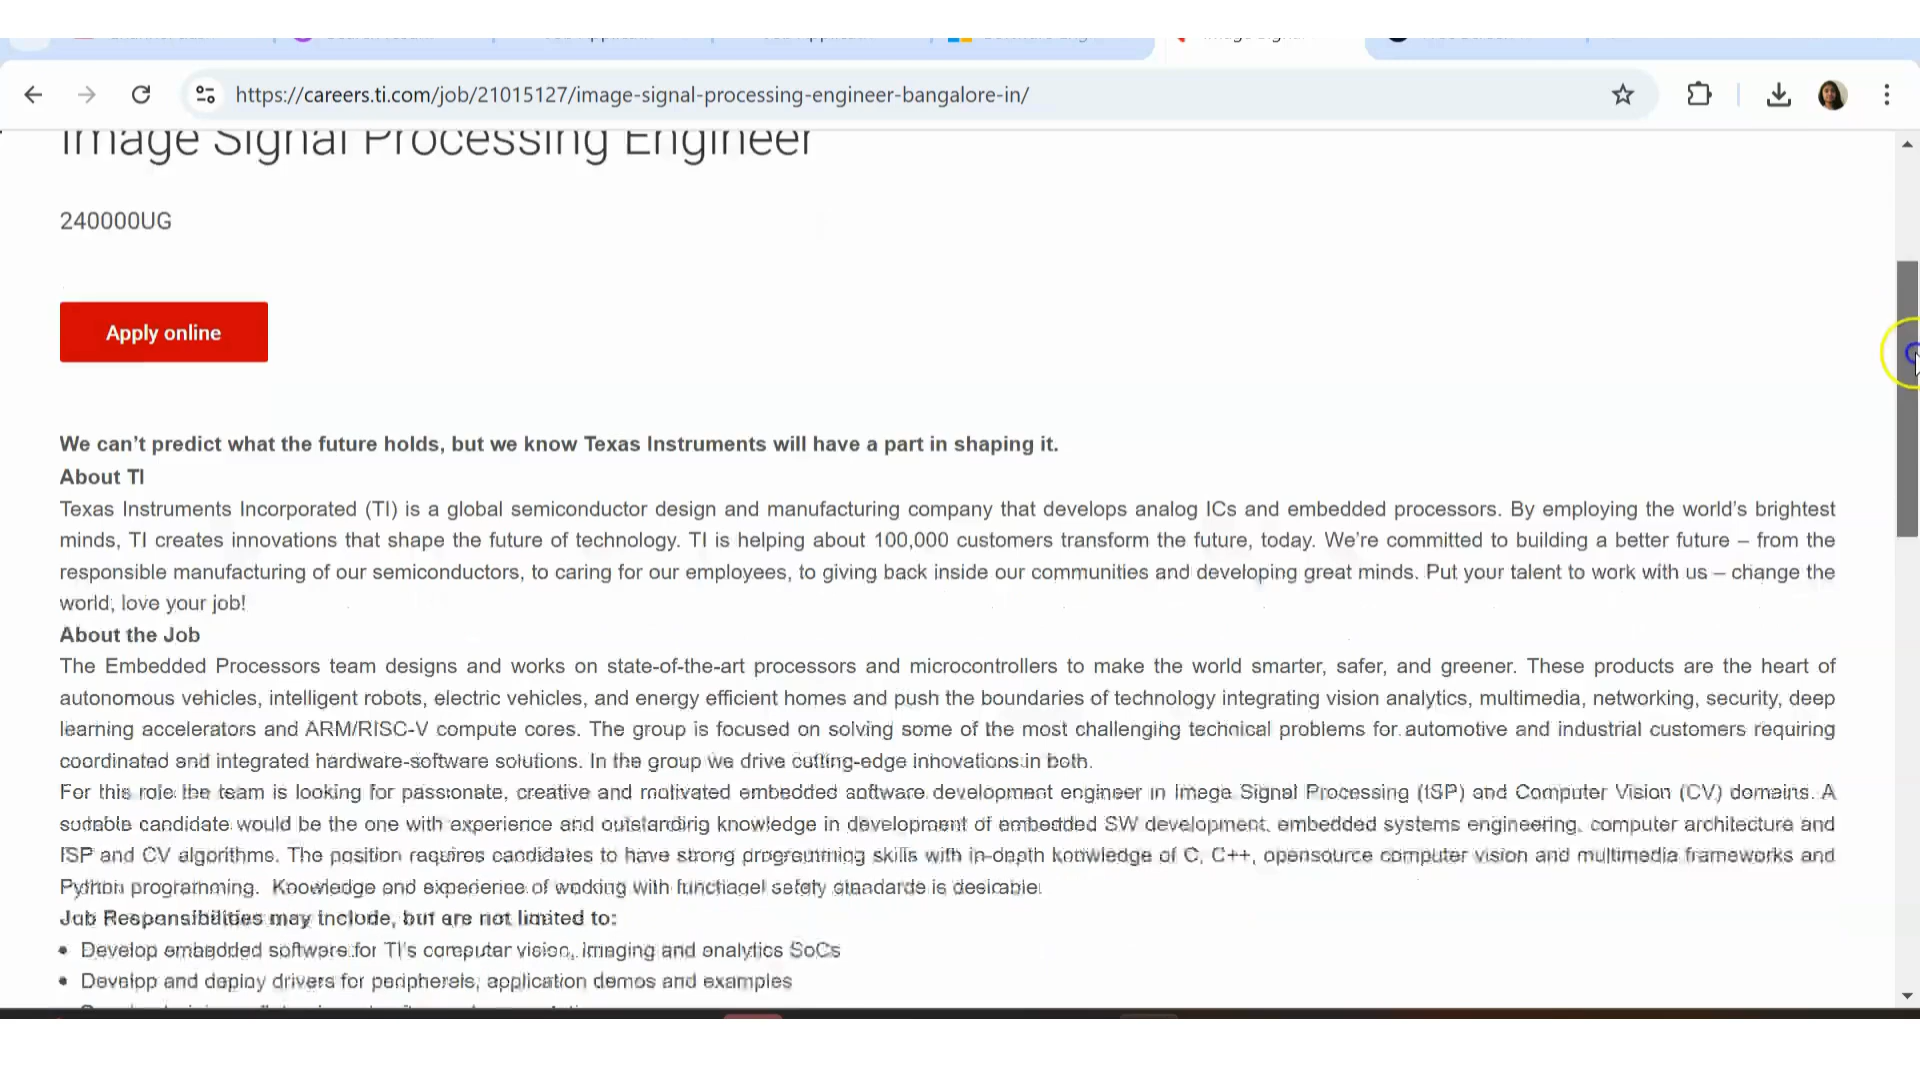 https://careers.ti.com/job/21015127/image-signal-processing-engineer-bangalore-in/
Image Signal Processing Engineer
240000UG
Apply online
We can’t predict what the future holds, but we know Texas Instruments will have a part in shaping it.
About TI
Texas Instruments Incorporated (TI) is a global semiconductor design and manufacturing company that develops analog ICs and embedded processors. By employing the world’s brightest
minds, TI creates innovations that shape the future of technology. TI is helping about 100,000 customers transform the future, today. We’re committed to building a better future – from the
responsible manufacturing of our semiconductors, to caring for our employees, to giving back inside our communities and developing great minds. Put your talent to work with us – change the
world, love your job!
About the Job
The Embedded Processors team designs and works on state-of-the-art processors and microcontrollers to make the world smarter, safer, and greener. These products are the heart of
autonomous vehicles, intelligent robots, electric vehicles, and energy efficient homes and push the boundaries of technology integrating vision analytics, multimedia, networking, security, deep
learning accelerators and ARM/RISC-V compute cores. The group is focused on solving some of the most challenging technical problems for automotive and industrial customers requiring
coordinated and integrated hardware-software solutions. In the group we drive cutting-edge innovations in both.
For this role the team is looking for passionate, creative and motivated embedded software development engineer in Image Signal Processing (ISP) and Computer Vision (CV) domains. A
suitable candidate would be the one with experience and outstanding knowledge in development of embedded SW development, embedded systems engineering, computer architecture and
ISP and CV algorithms. The position requires candidates to have strong programming skills with in-depth knowledge of C, C++, opensource computer vision and multimedia frameworks and
Python programming. Knowledge and experience of working with functional safety standards is desirable.
Job Responsibilities may include, but are not limited to:
• Develop embedded software for TI's computer vision, imaging and analytics SoCs
• Develop and deploy drivers for peripherals, application demos and examples